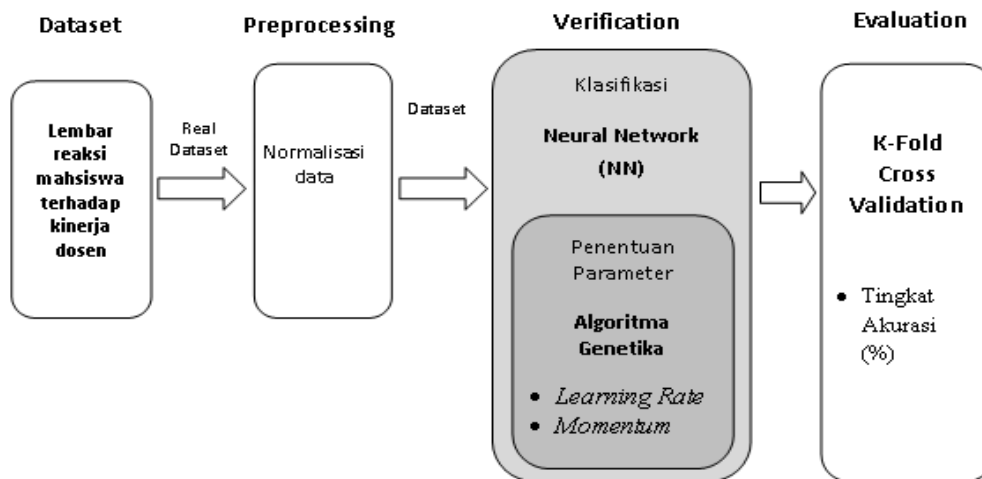 Dataset
Preprocessing
Verification
Evaluation
Lembar
reaksi
mahsiswa
terhadap
kinerja
dosen
Real
Dataset
Normalisasi
data
Dataset
Klasifikasi
Neural Network
(NN)
Penentuan
Parameter
Algoritma
Genetika
• Learning Rate
• Momentum
K-Fold
Cross
Validation
• Tingkat
Akurasi
(%)